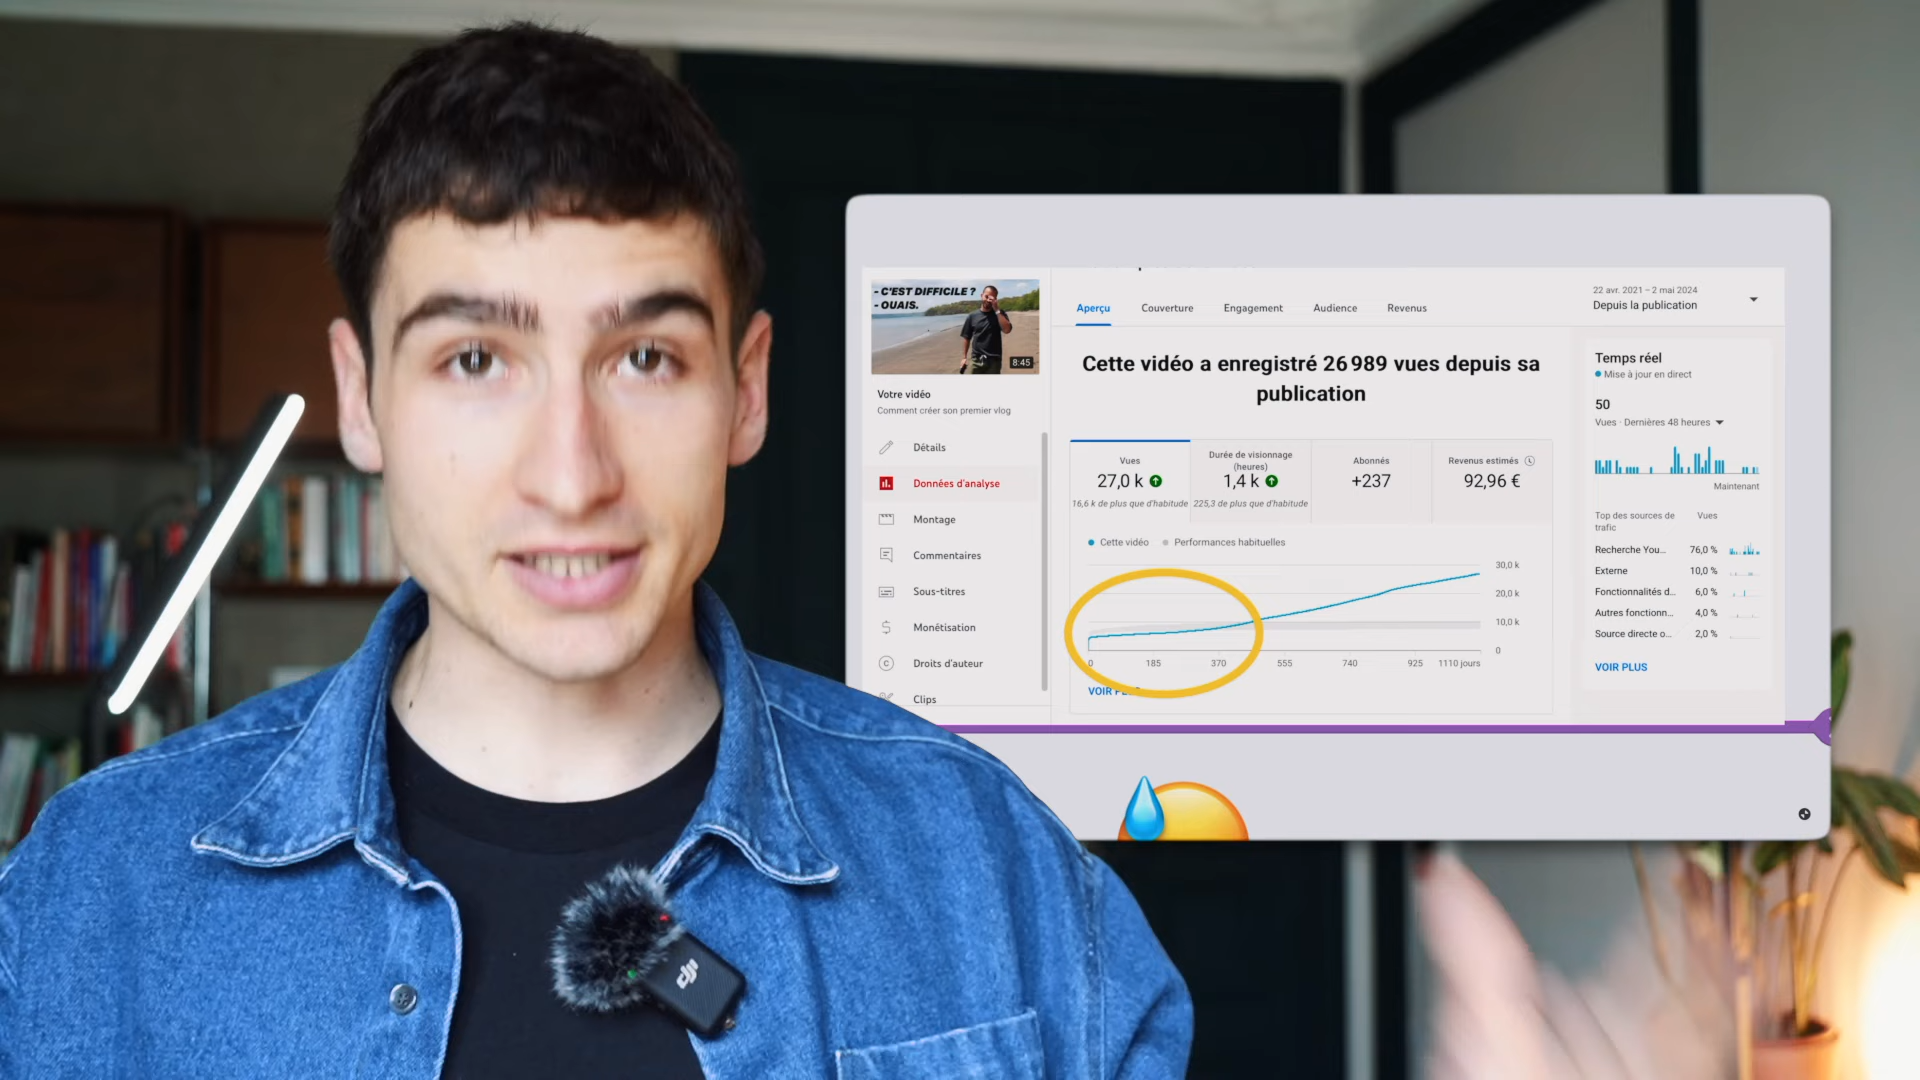 - C'EST DIFFICILE ?
- OUAIS.
8:45
Votre vidéo
Comment créer son premier vlog
Détails
Données d'analyse
Montage
Commentaires
Sous-titres
Monétisation
Droits d'auteur
Clips
Aperçu
Couverture
Engagement
Audience
Revenus
22 avr. 2021 – 2 mai 2024
Depuis la publication
Cette vidéo a enregistré 26 989 vues depuis sa
publication
Vues
27,0 k
16,6 k de plus que d'habitude
Durée de visionnage
(heures)
1,4 k
225,3 de plus que d'habitude
Abonnés
+237
Revenus estimés
92,96 €
Cette vidéo
Performances habituelles
30,0 k
20,0 k
10,0 k
0
0 185 370 555 740 925 1110 jours
VOIR PLUS
Temps réel
Mise à jour en direct
50
Vues · Dernières 48 heures
Maintenant
Top des sources de
trafic
Vues
Recherche You... 76,0 %
Externe 10,0 %
Fonctionnalités d... 6,0 %
Autres fonctionn... 4,0 %
Source directe o... 2,0 %
VOIR PLUS
dji